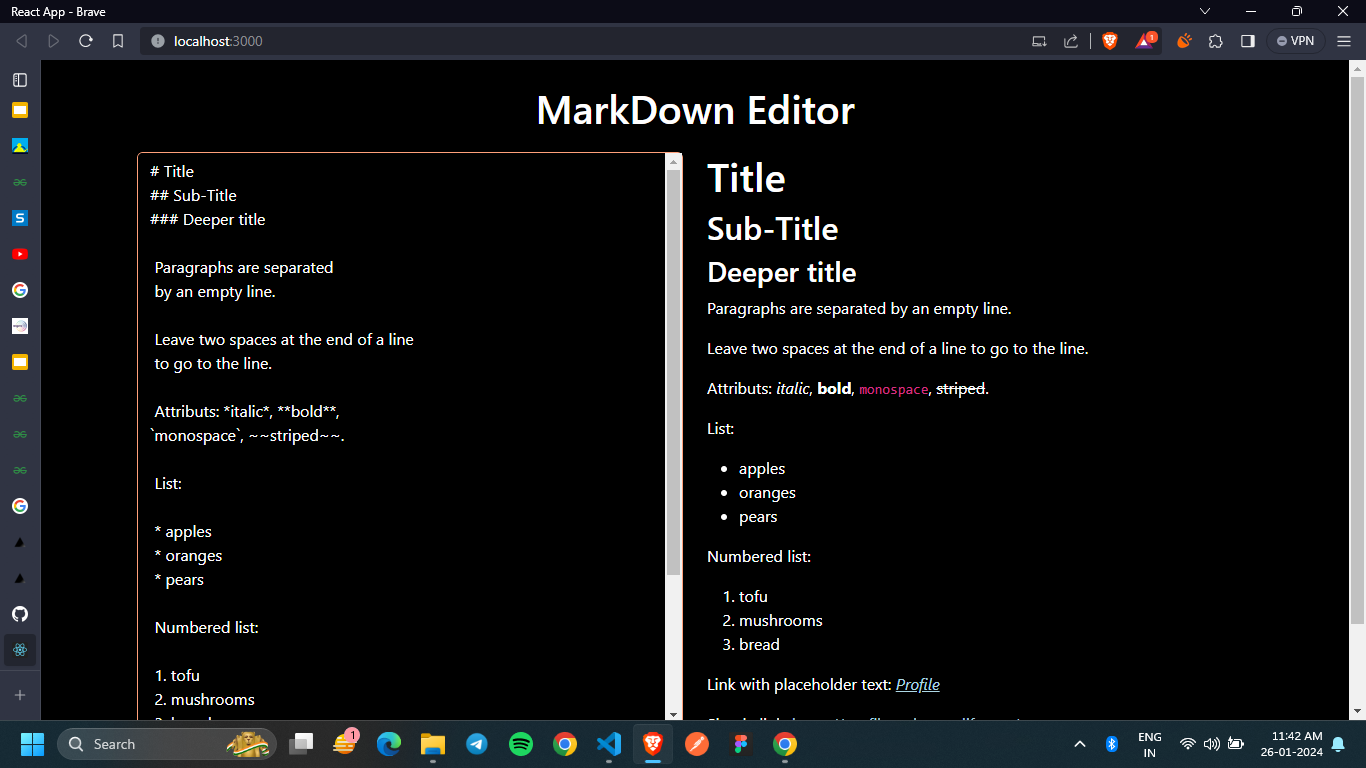 React App - Brave
localhost:3000
1
VPN
MarkDown Editor
# Title
## Sub-Title
### Deeper title
Paragraphs are separated
by an empty line.
Leave two spaces at the end of a line
to go to the line.
Attributs: *italic*, **bold**,
`monospace`, ~~striped~~.
List:
* apples
* oranges
* pears
Numbered list:
1. tofu
2. mushrooms
Title
Sub-Title
Deeper title
Paragraphs are separated by an empty line.
Leave two spaces at the end of a line to go to the line.
Attributs: italic, bold, monospace, striped.
List:
• apples
• oranges
• pears
Numbered list:
1. tofu
2. mushrooms
3. bread
Link with placeholder text: Profile
Search
1
ENG
IN
11:42 AM
26-01-2024